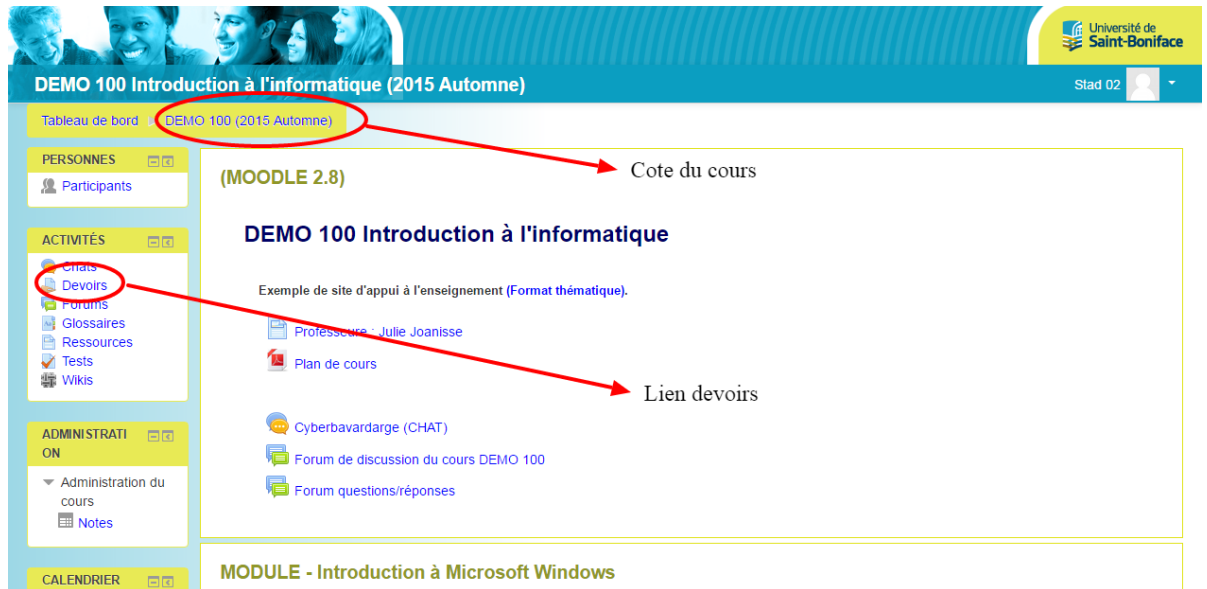 Université de
Saint-Boniface
DEMO 100 Introduction à l'informatique (2015 Automne)
Stad 02
Tableau de bord
DEMO 100 (2015 Automne)
Cote du cours
PERSONNES
Participants
ACTIVITÉS
Chats
Devoirs
Forums
Glossaires
Ressources
Tests
Wikis
ADMINISTRATI
ON
Administration du
cours
Notes
CALENDRIER
(MOODLE 2.8)
DEMO 100 Introduction à l'informatique
Exemple de site d'appui à l'enseignement (Format thématique).
Professeure : Julie Joanisse
Plan de cours
Lien devoirs
Cyberbavardarge (CHAT)
Forum de discussion du cours DEMO 100
Forum questions/réponses
MODULE - Introduction à Microsoft Windows